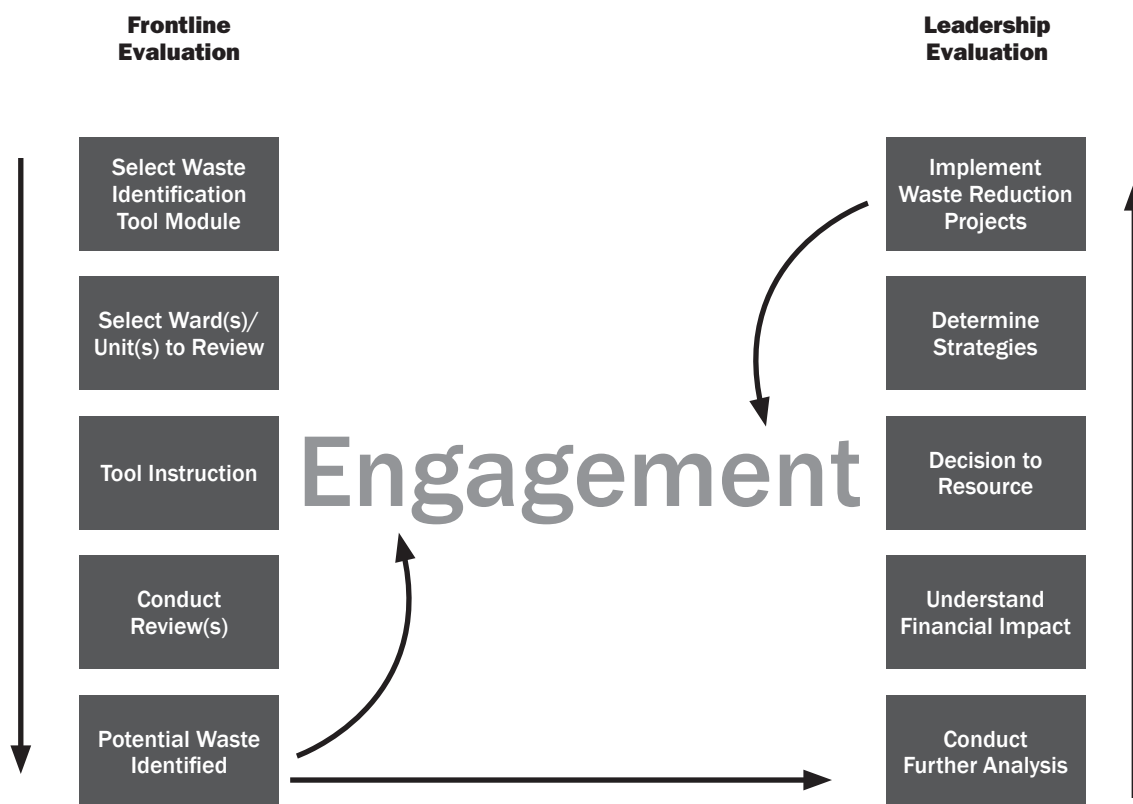 Frontline
Evaluation
Leadership
Evaluation
Select Waste
Identification
Tool Module
Select Ward(s)/
Unit(s) to Review
Tool Instruction
Conduct
Review(s)
Potential Waste
Identified
Engagement
Implement
Waste Reduction
Projects
Determine
Strategies
Decision to
Resource
Understand
Financial Impact
Conduct
Further Analysis